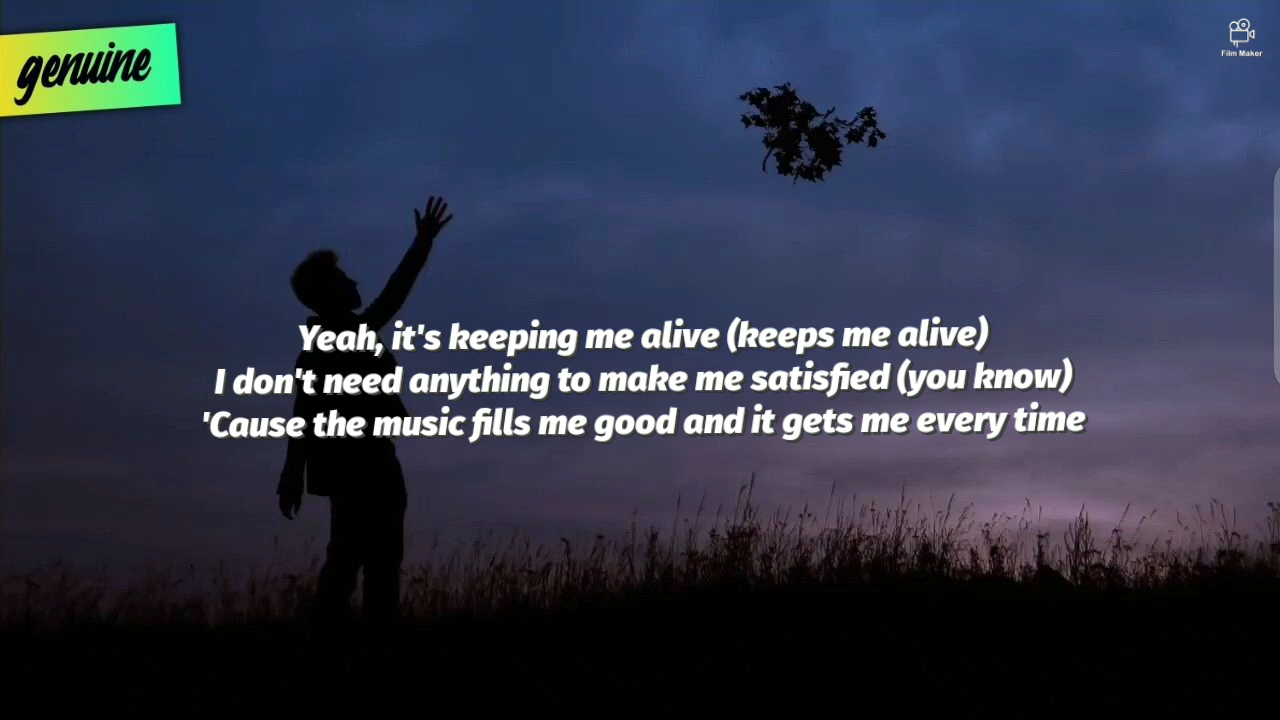 genuine
Film Maker
Yeah, it's keeping me alive (keeps me alive)
I don't need anything to make me satisfied (you know)
'Cause the music fills me good and it gets me every time